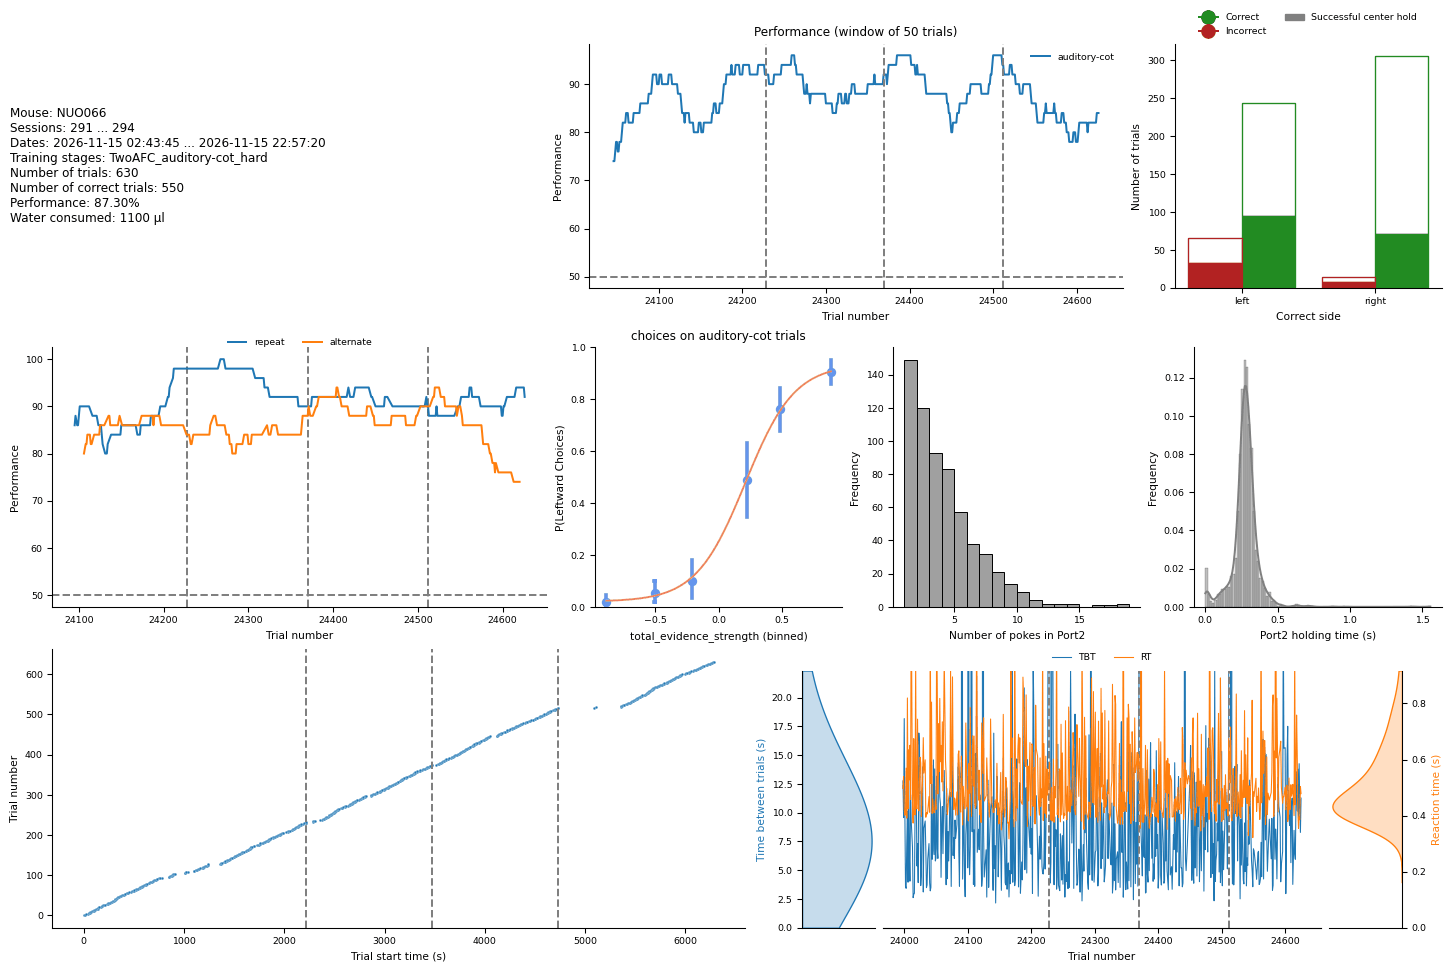 Mouse: NUO066
Sessions: 291 ... 294
Dates: 2026-11-15 02:43:45 ... 2026-11-15 22:57:20
Training stages: TwoAFC_auditory-cot_hard
Number of trials: 630
Number of correct trials: 550
Performance: 87.30%
Water consumed: 1100 µl
Performance (window of 50 trials)
auditory-cot
Performance
90
80
70
60
50
24100 24200 24300 24400 24500 24600
Trial number
Correct
Incorrect
Successful center hold
Number of trials
300
250
200
150
100
50
0
left right
Correct side
repeat alternate
Performance
100
90
80
70
60
50
24100 24200 24300 24400 24500 24600
Trial number
choices on auditory-cot trials
P(Leftward Choices)
1.0
0.8
0.6
0.4
0.2
0.0
−0.5 0.0 0.5
total_evidence_strength (binned)
Frequency
140
120
100
80
60
40
20
0
5 10 15
Number of pokes in Port2
Frequency
0.12
0.10
0.08
0.06
0.04
0.02
0.00
0.0 0.5 1.0 1.5
Port2 holding time (s)
Trial number
600
500
400
300
200
100
0
0 1000 2000 3000 4000 5000 6000
Trial start time (s)
TBT RT
Time between trials (s)
20.0
17.5
15.0
12.5
10.0
7.5
5.0
2.5
0.0
24000 24100 24200 24300 24400 24500 24600
Trial number
0.8
0.6
0.4
0.2
0.0
Reaction time (s)